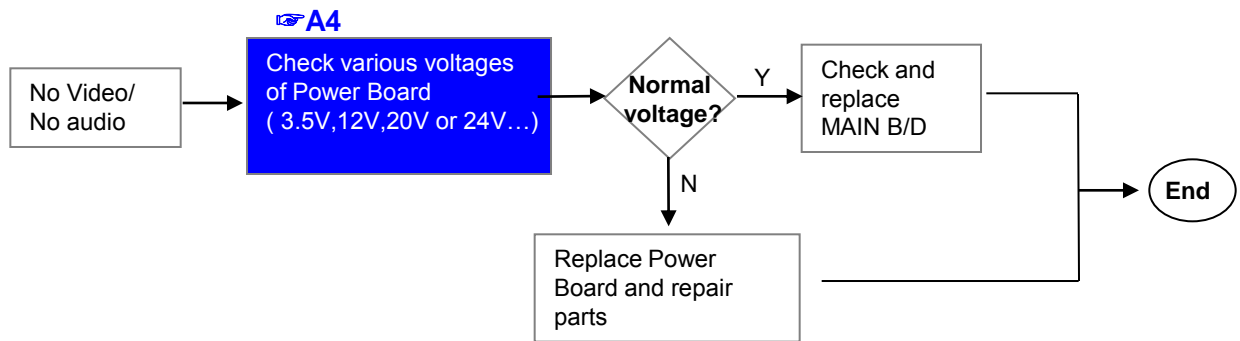 ☞A4
No Video/
No audio
Check various voltages
of Power Board
( 3.5V,12V,20V or 24V…)
Normal
voltage?
Y
Check and
replace
MAIN B/D
N
Replace Power
Board and repair
parts
End